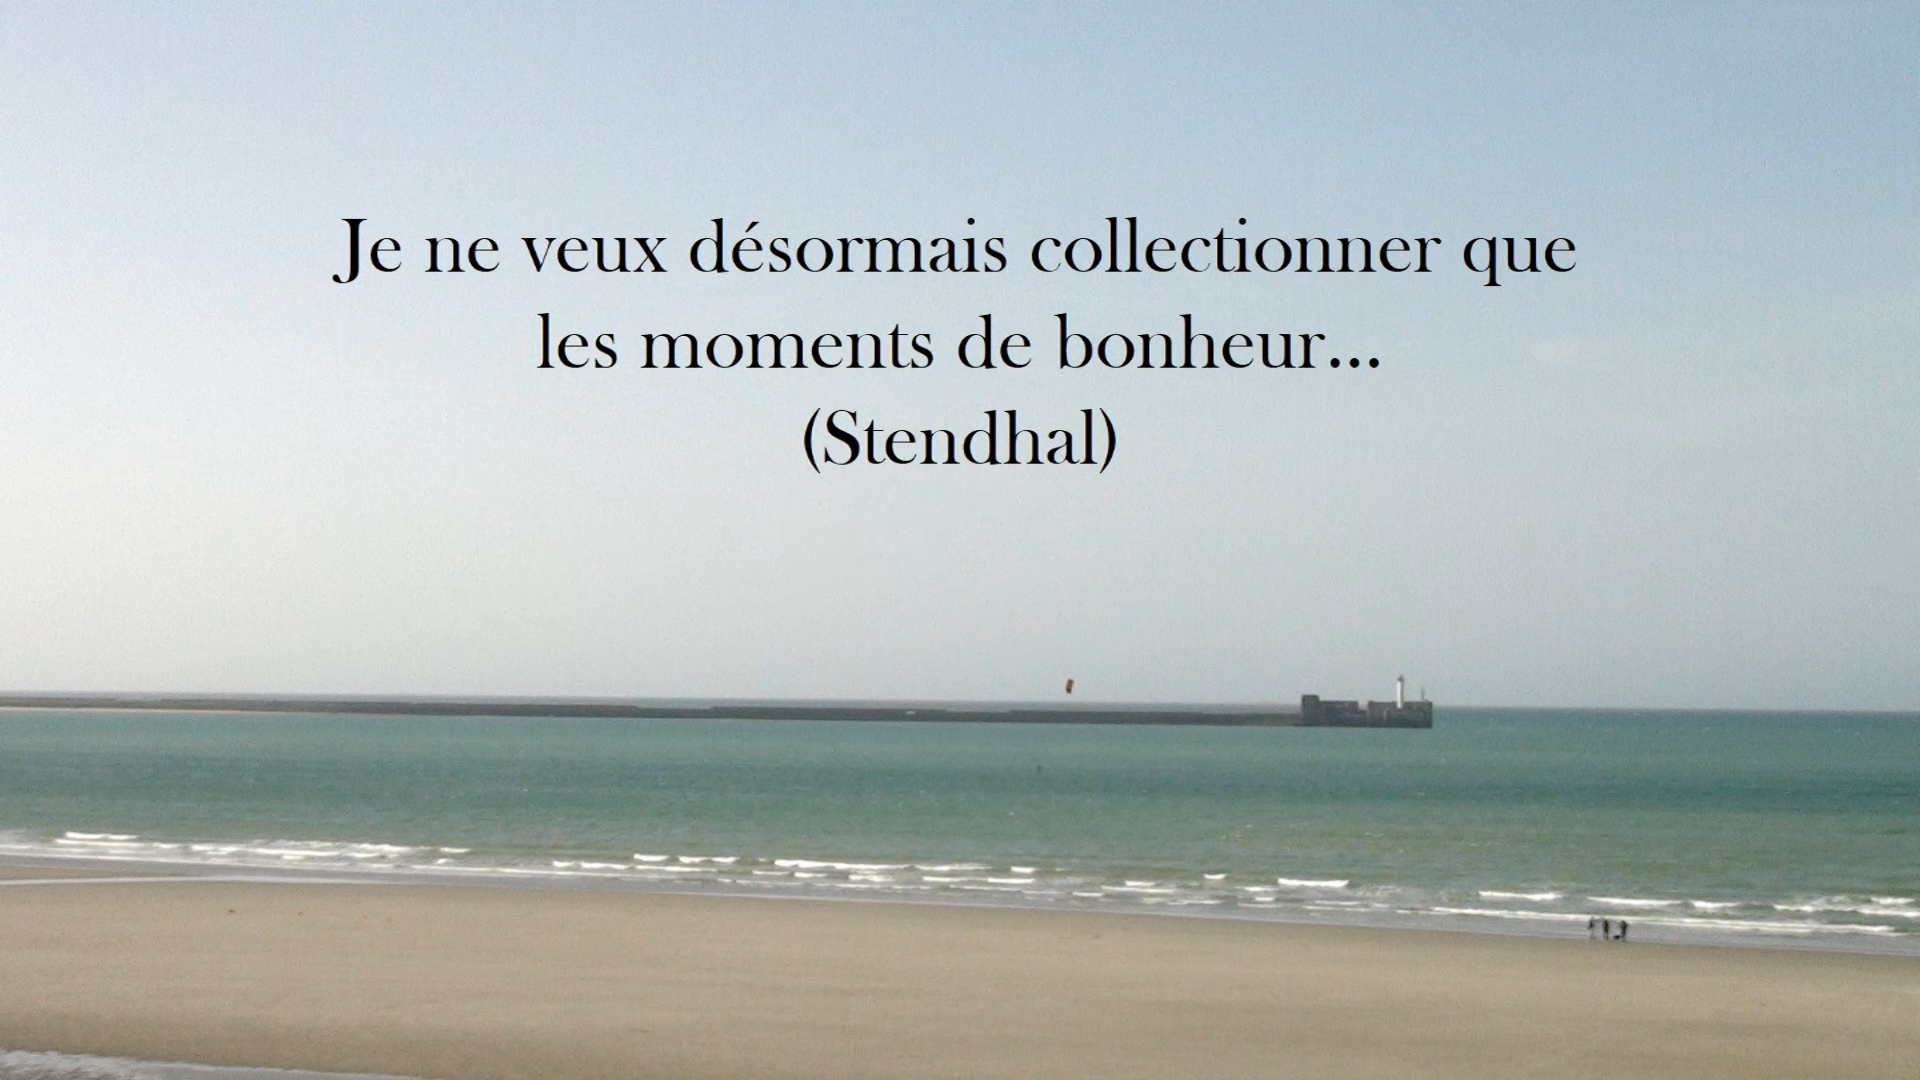 Je ne veux désormais collectionner que
les moments de bonheur...
(Stendhal)